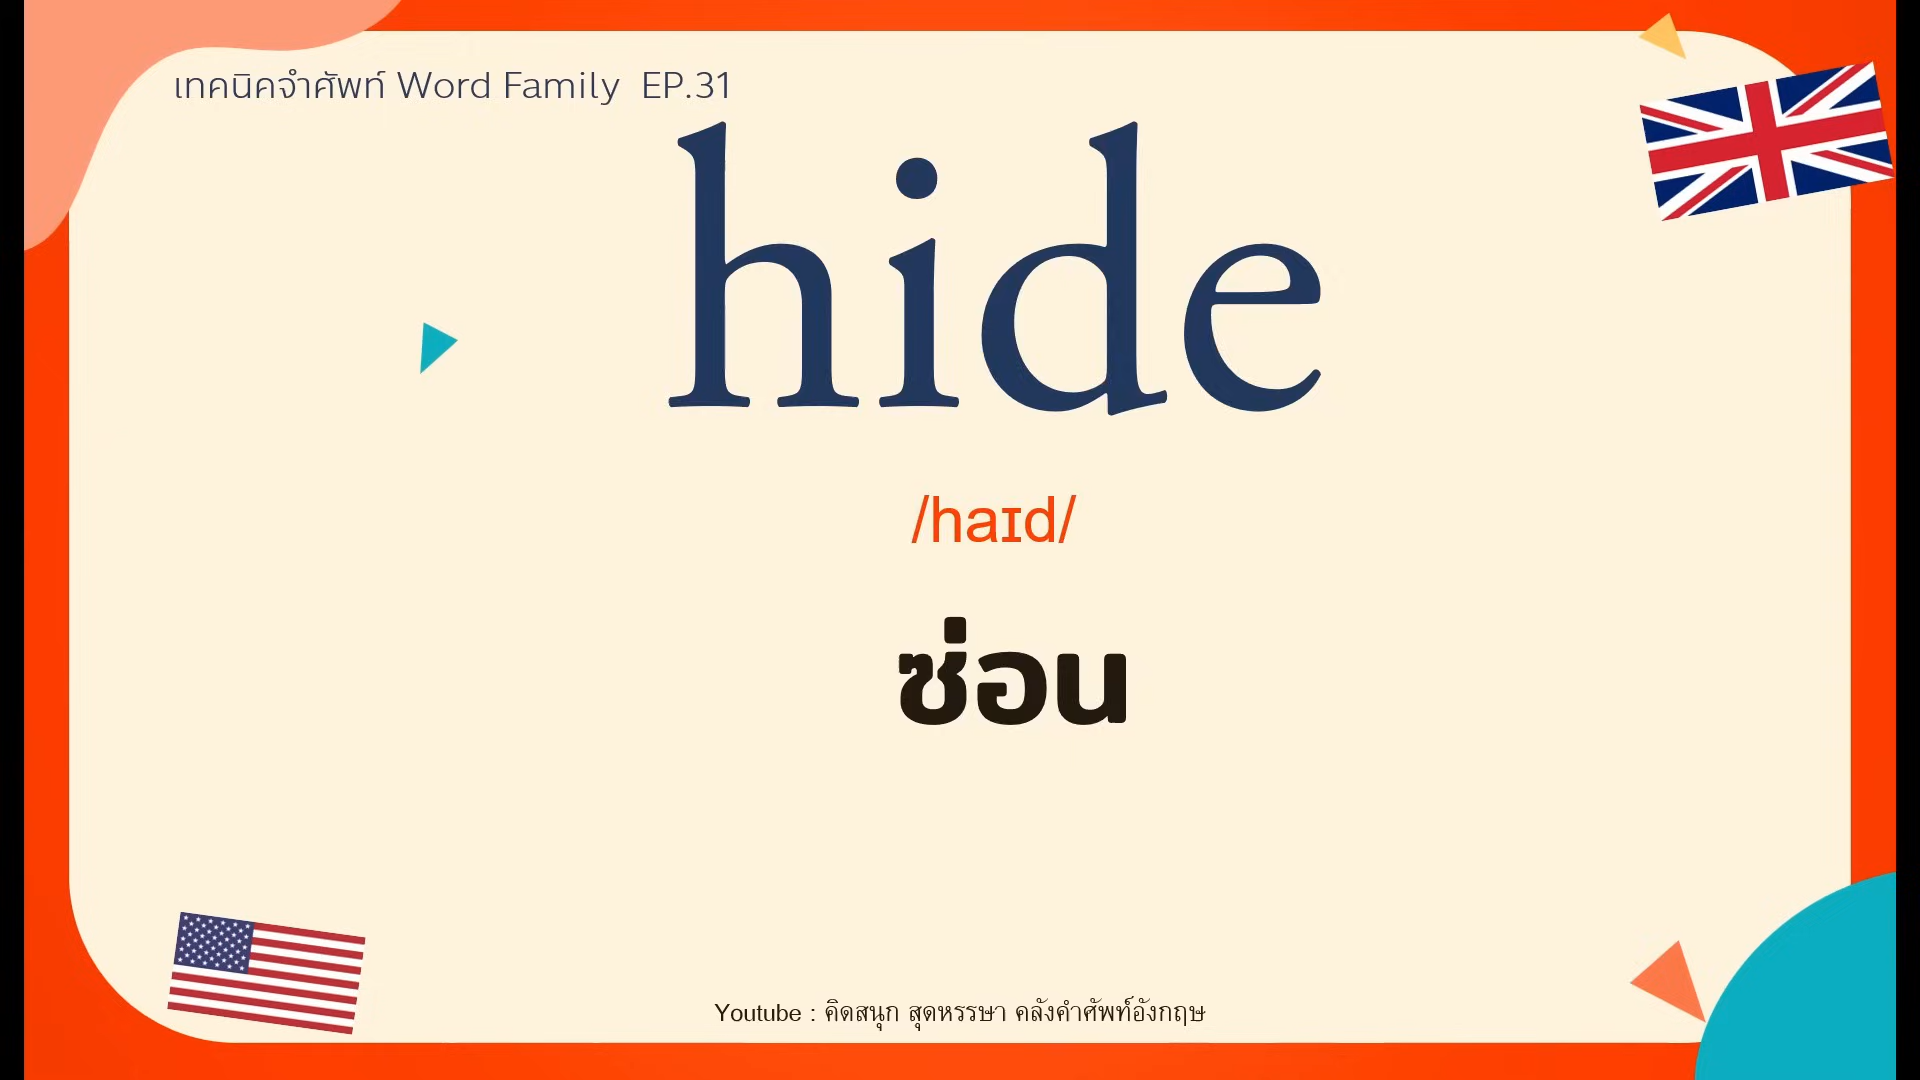 เทคนิคจำศัพท์ Word Family EP.31
hide
/haɪd/
ซ่อน
Youtube : คิดสนุก สุดหรรษา คลังคำศัพท์อังกฤษ